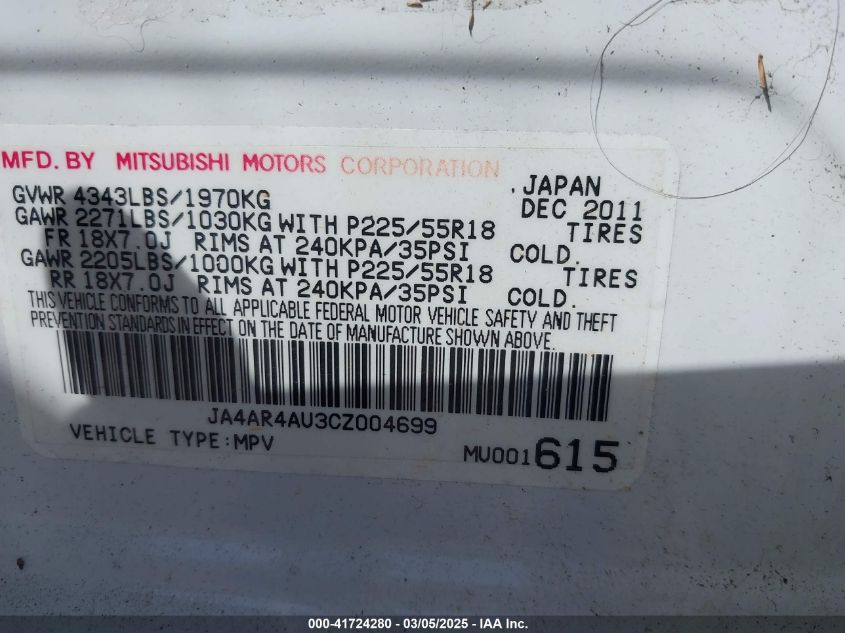 MFD. BY MITSUBISHI MOTORS CORPORATION
. JAPAN
GVWR 4343LBS/1970KG DEC 2011
GAWR 2271LBS/1030KG WITH P225/55R18 TIRES
FR 18X7.0J RIMS AT 240KPA/35PSI COLD.
GAWR 2205LBS/1000KG WITH P225/55R18 TIRES
RR 18X7.0J RIMS AT 240KPA/35PSI COLD.
THIS VEHICLE CONFORMS TO ALL APPLICABLE FEDERAL MOTOR VEHICLE SAFETY AND THEFT
PREVENTION STANDARDS IN EFFECT ON THE DATE OF MANUFACTURE SHOWN ABOVE.
JA4AR4AU3CZ004699
VEHICLE TYPE:MPV MU001615
000-41724280 - 03/05/2025 - IAA Inc.